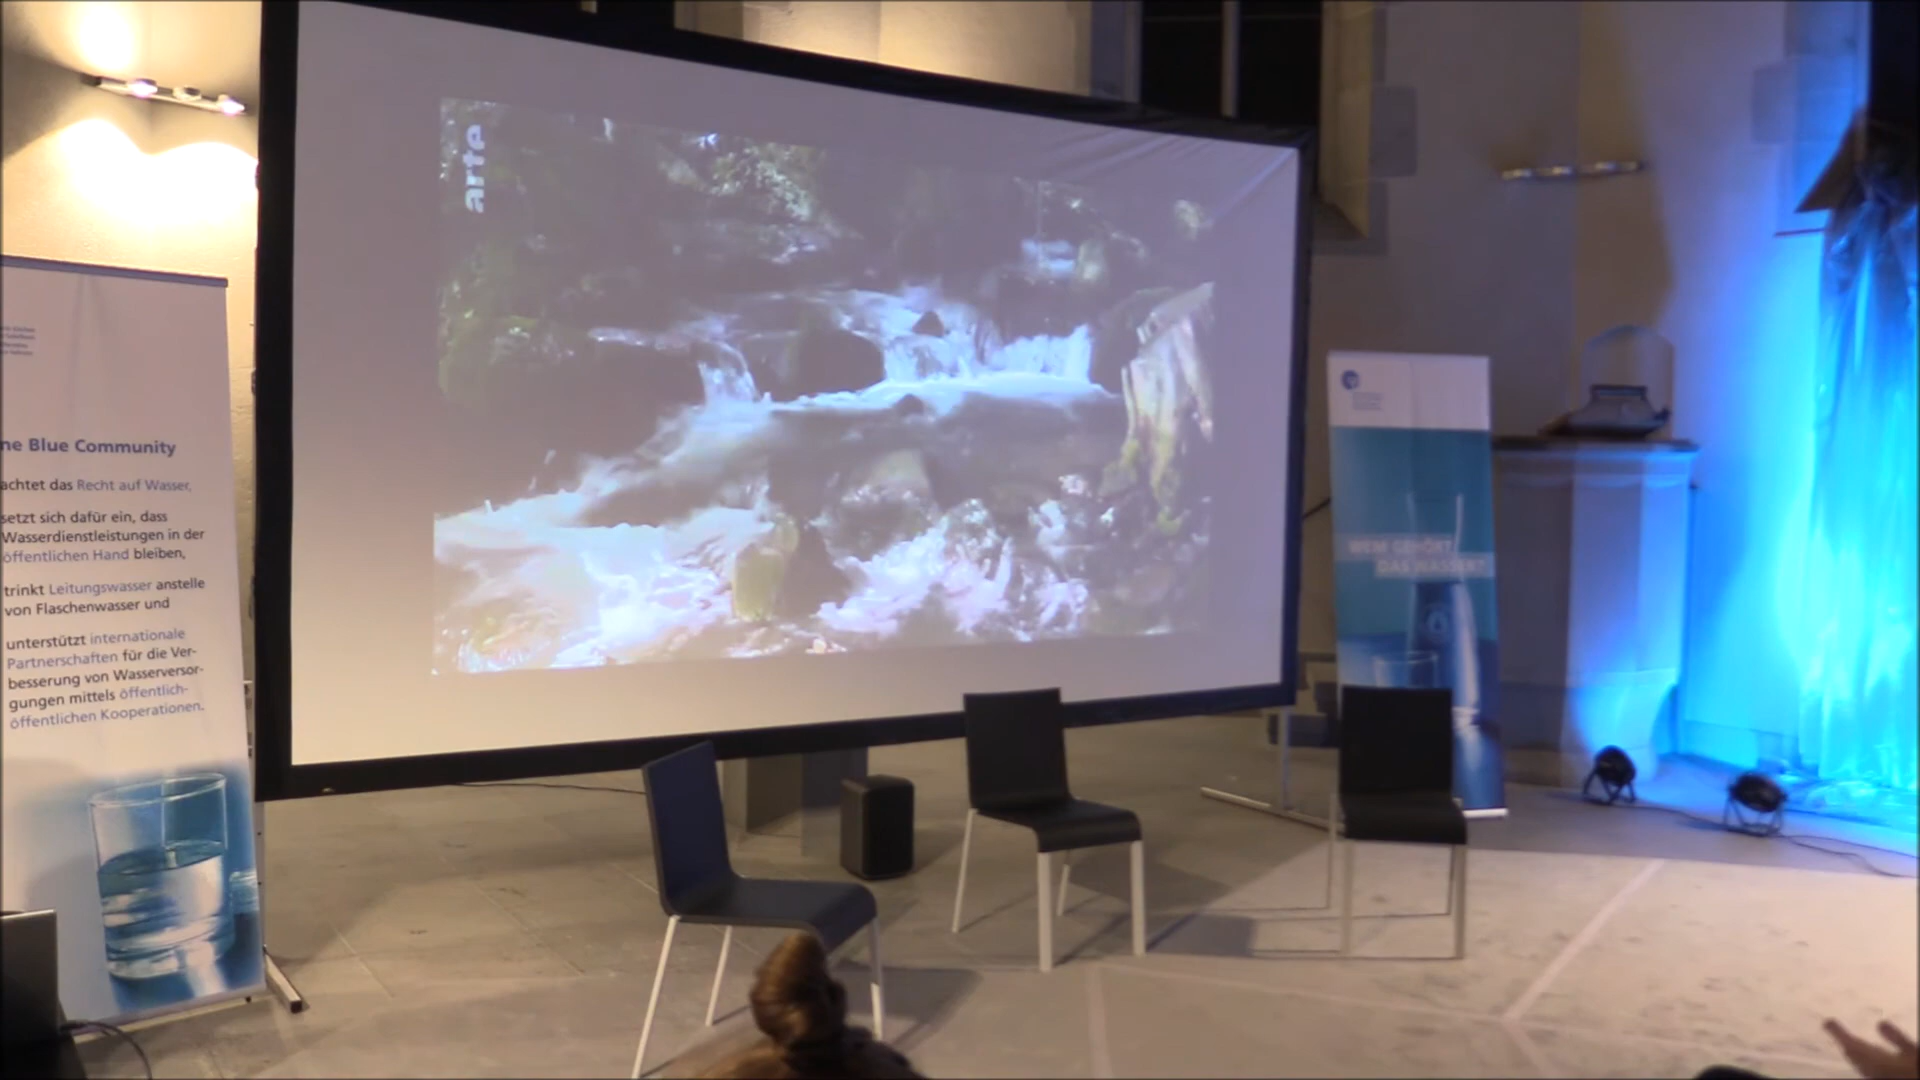 arte
ne Blue Community
achtet das Recht auf Wasser,
setzt sich dafür ein, dass
Wasserdienstleistungen in der
öffentlichen Hand bleiben,
trinkt Leitungswasser anstelle
von Flaschenwasser und
unterstützt internationale
Partnerschaften für die Ver-
besserung von Wasserversor-
gungen mittels öffentlich-
öffentlichen Kooperationen.
WEM GEHÖRT
DAS WASSER?